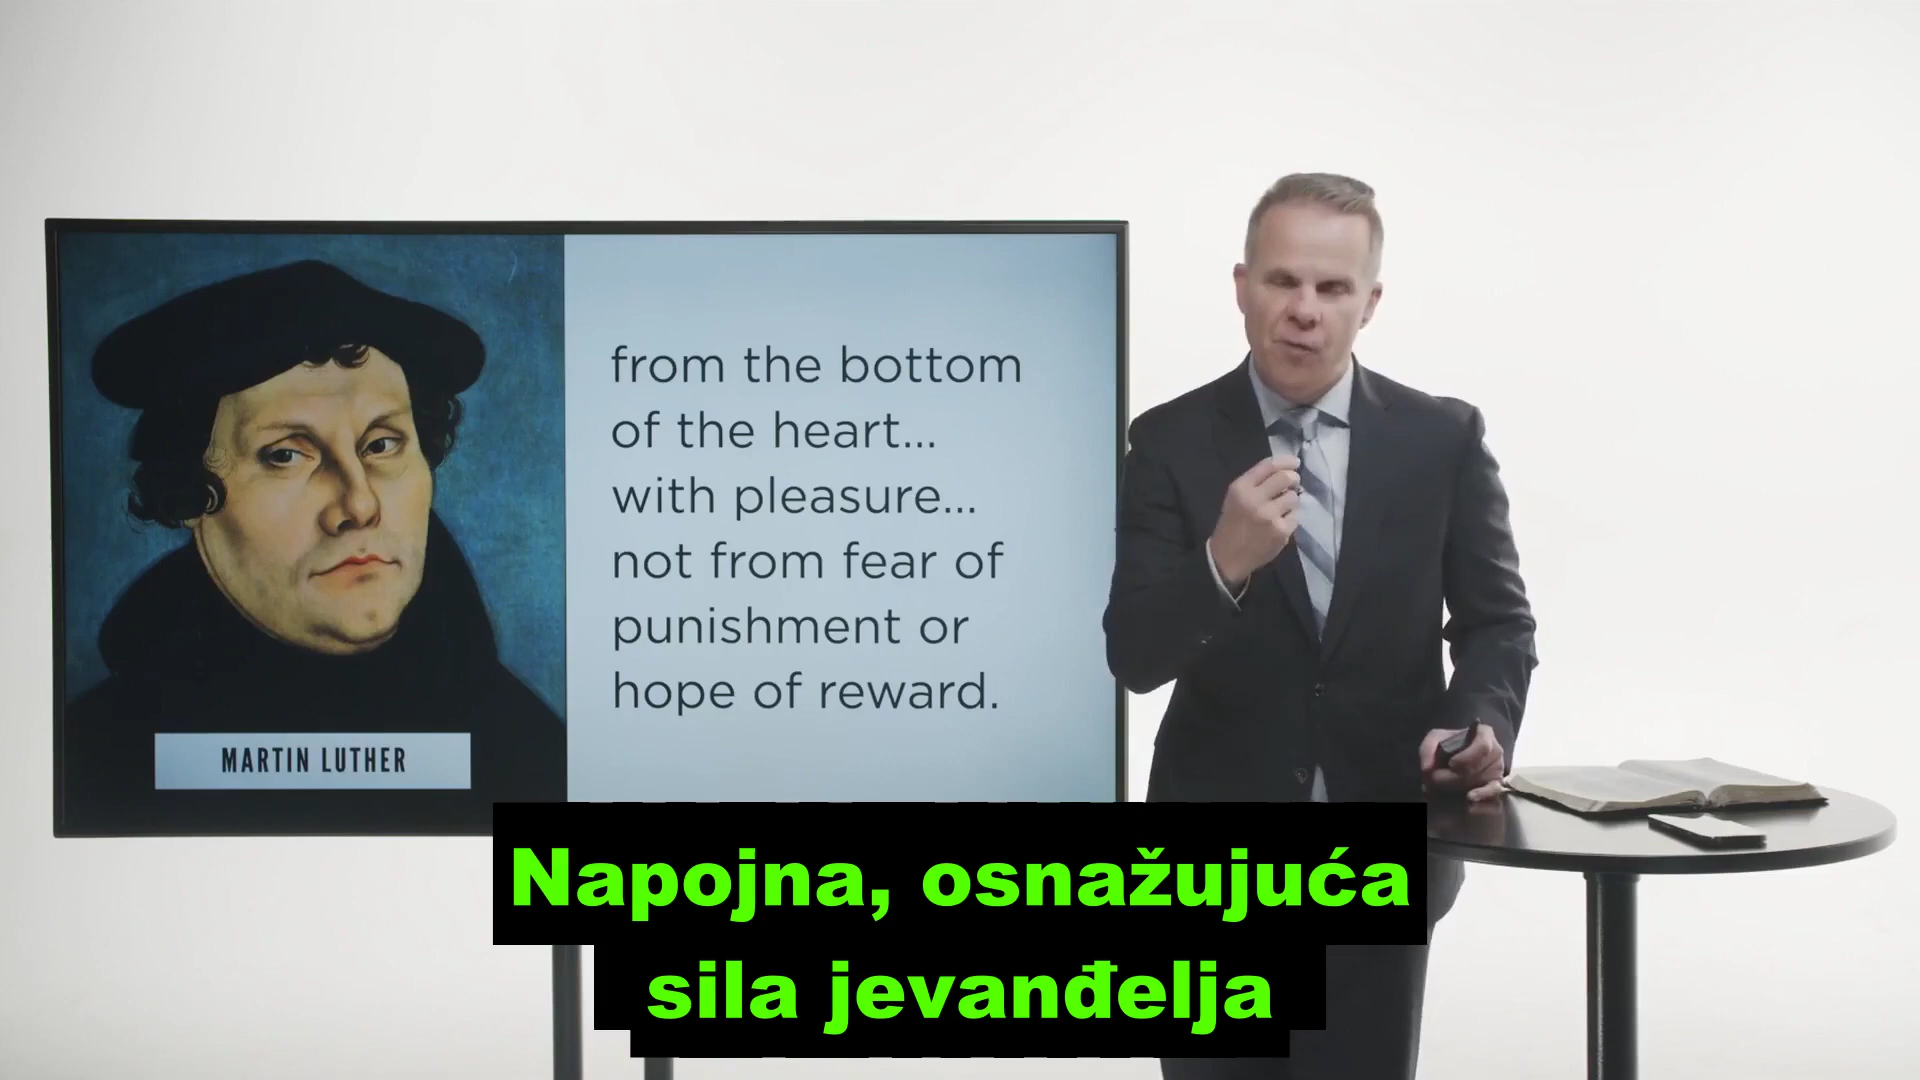 from the bottom
of the heart...
with pleasure...
not from fear of
punishment or
hope of reward.
MARTIN LUTHER
Napojna, osnažujuća
sila jevanđelja